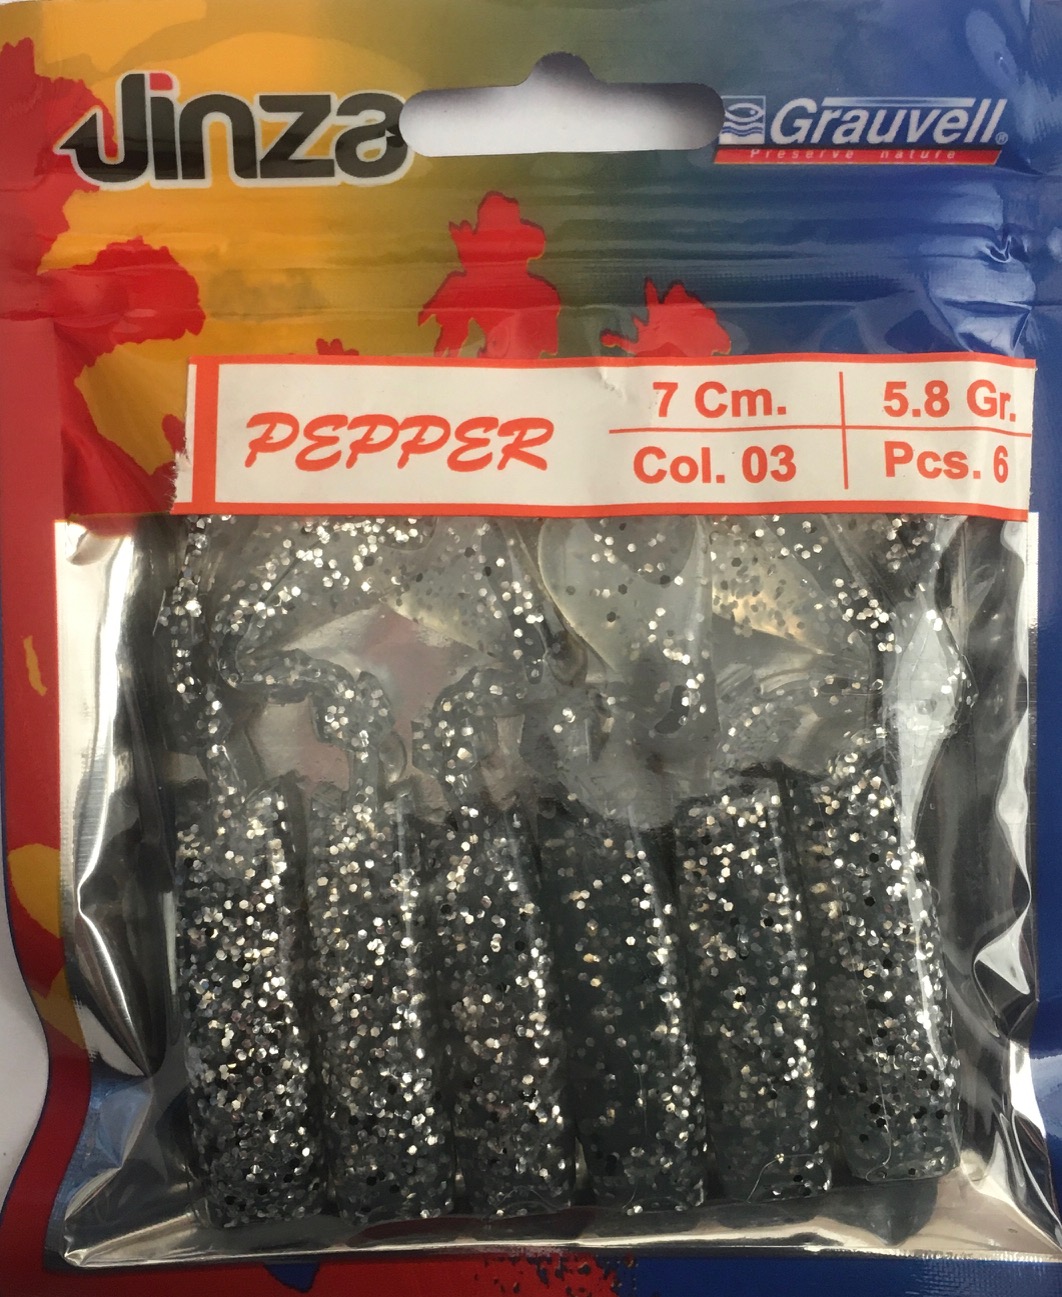 Jinza
Grauvell®
Preserve nature
PEPPER
7 Cm.
5.8 Gr.
Col. 03
Pcs. 6